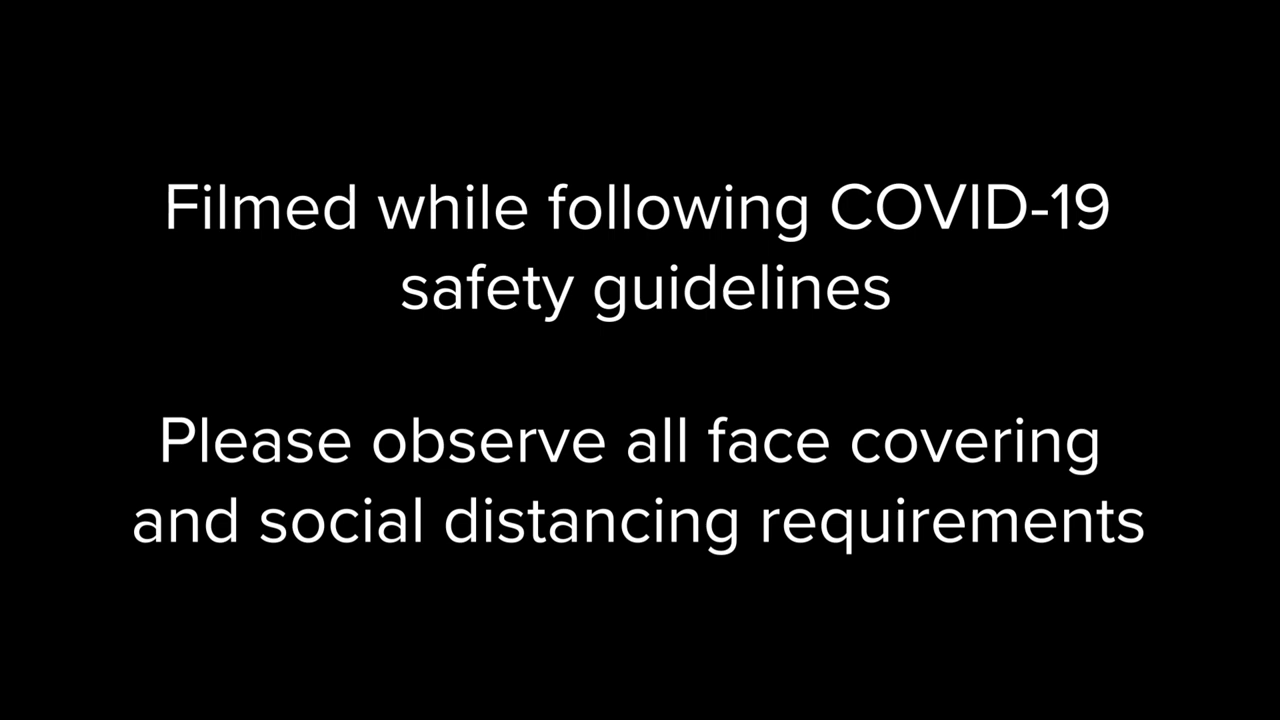 Filmed while following COVID-19
safety guidelines
Please observe all face covering
and social distancing requirements